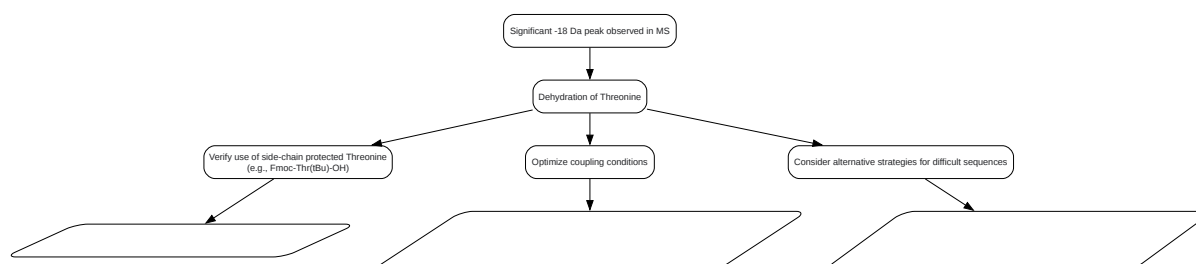 Significant -18 Da peak observed in MS
Dehydration of Threonine
Verify use of side-chain protected Threonine
(e.g., Fmoc-Thr(tBu)-OH)
Optimize coupling conditions
Consider alternative strategies for difficult sequences